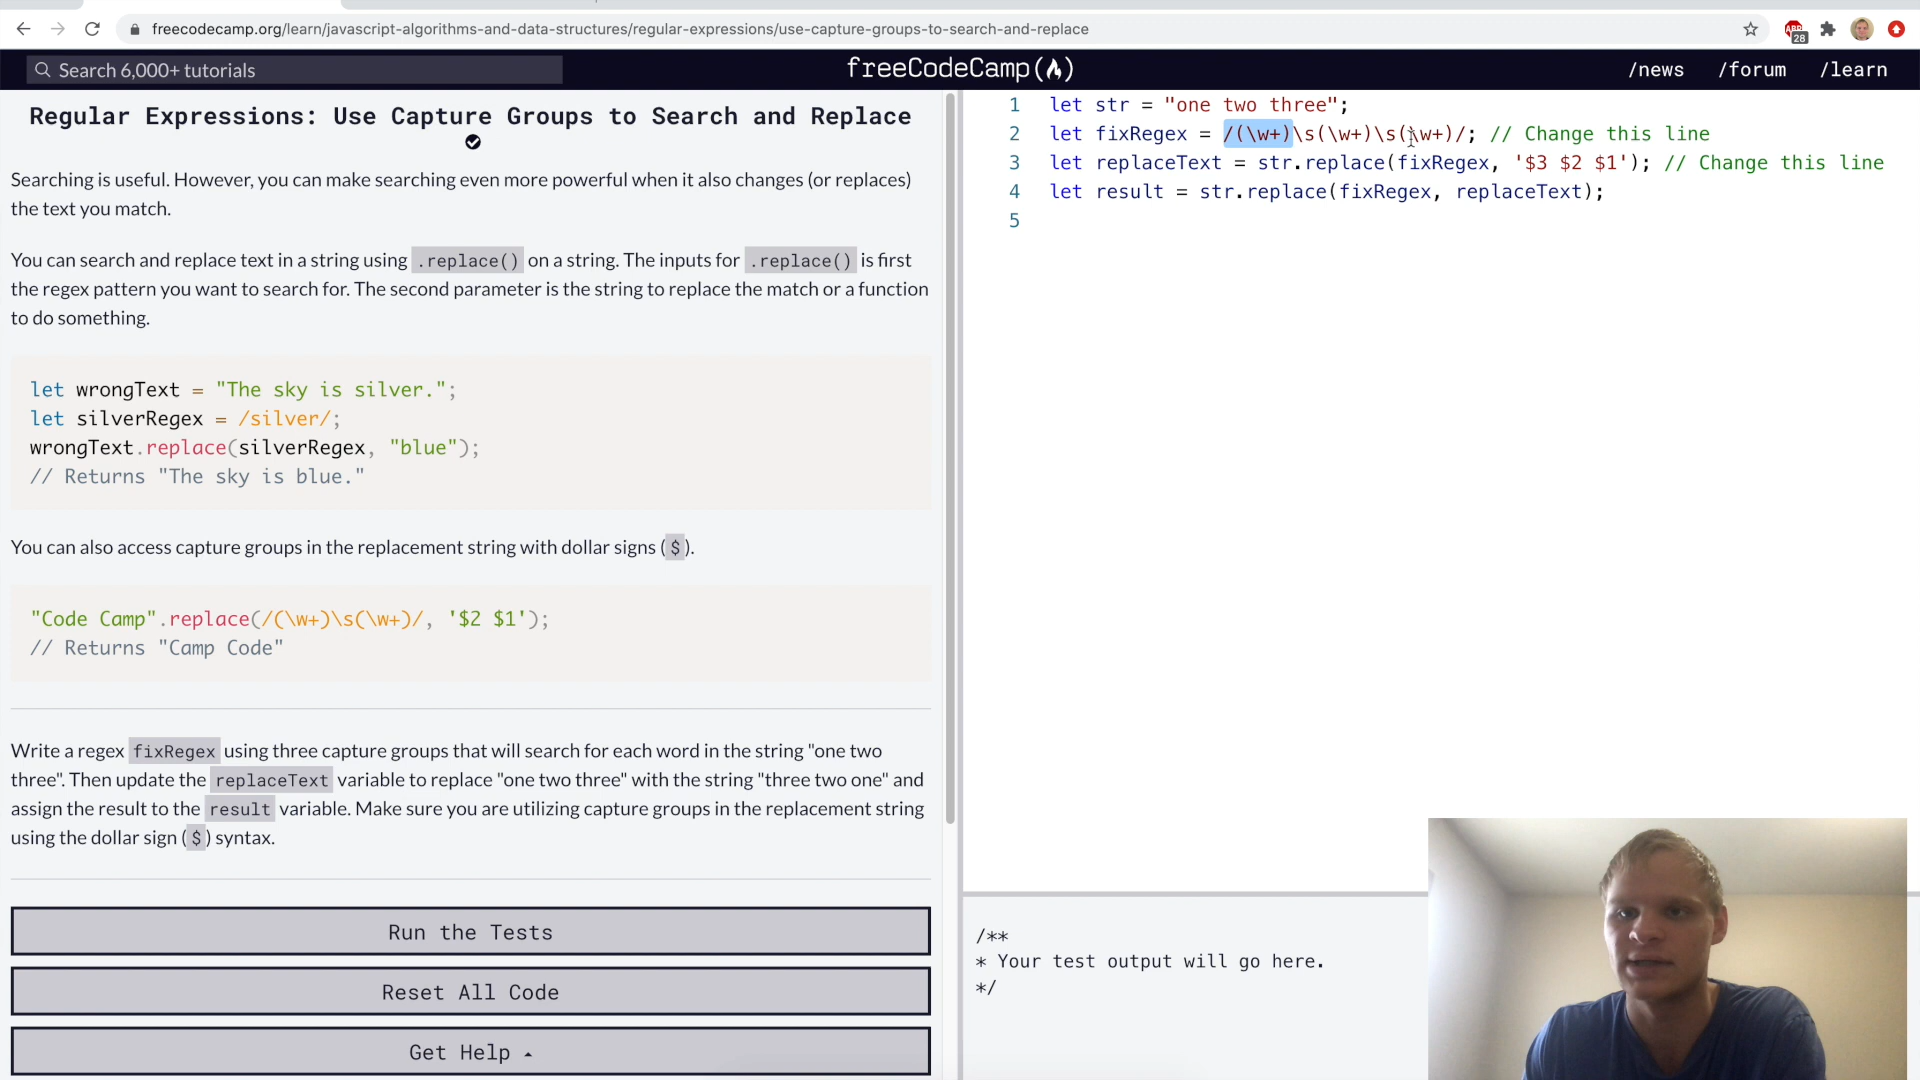 freecodecamp.org/learn/javascript-algorithms-and-data-structures/regular-expressions/use-capture-groups-to-search-and-replace
28
Search 6,000+ tutorials
freeCodeCamp
/news
/forum
/learn
Regular Expressions: Use Capture Groups to Search and Replace
Searching is useful. However, you can make searching even more powerful when it also changes (or replaces)
the text you match.
You can search and replace text in a string using .replace() on a string. The inputs for .replace() is first
the regex pattern you want to search for. The second parameter is the string to replace the match or a function
to do something.
let wrongText = "The sky is silver.";
let silverRegex = /silver/;
wrongText.replace(silverRegex, "blue");
// Returns "The sky is blue."
You can also access capture groups in the replacement string with dollar signs ( $ ).
"Code Camp".replace(/(\w+)\s(\w+)/, '$2 $1');
// Returns "Camp Code"
Write a regex fixRegex using three capture groups that will search for each word in the string "one two
three". Then update the replaceText variable to replace "one two three" with the string "three two one" and
assign the result to the result variable. Make sure you are utilizing capture groups in the replacement string
using the dollar sign ( $ ) syntax.
Run the Tests
Reset All Code
Get Help
1 let str = "one two three";
2 let fixRegex = /(\w+)\s(\w+)\s(\w+)/; // Change this line
3 let replaceText = str.replace(fixRegex, '$3 $2 $1'); // Change this line
4 let result = str.replace(fixRegex, replaceText);
5
/**
* Your test output will go here.
*/